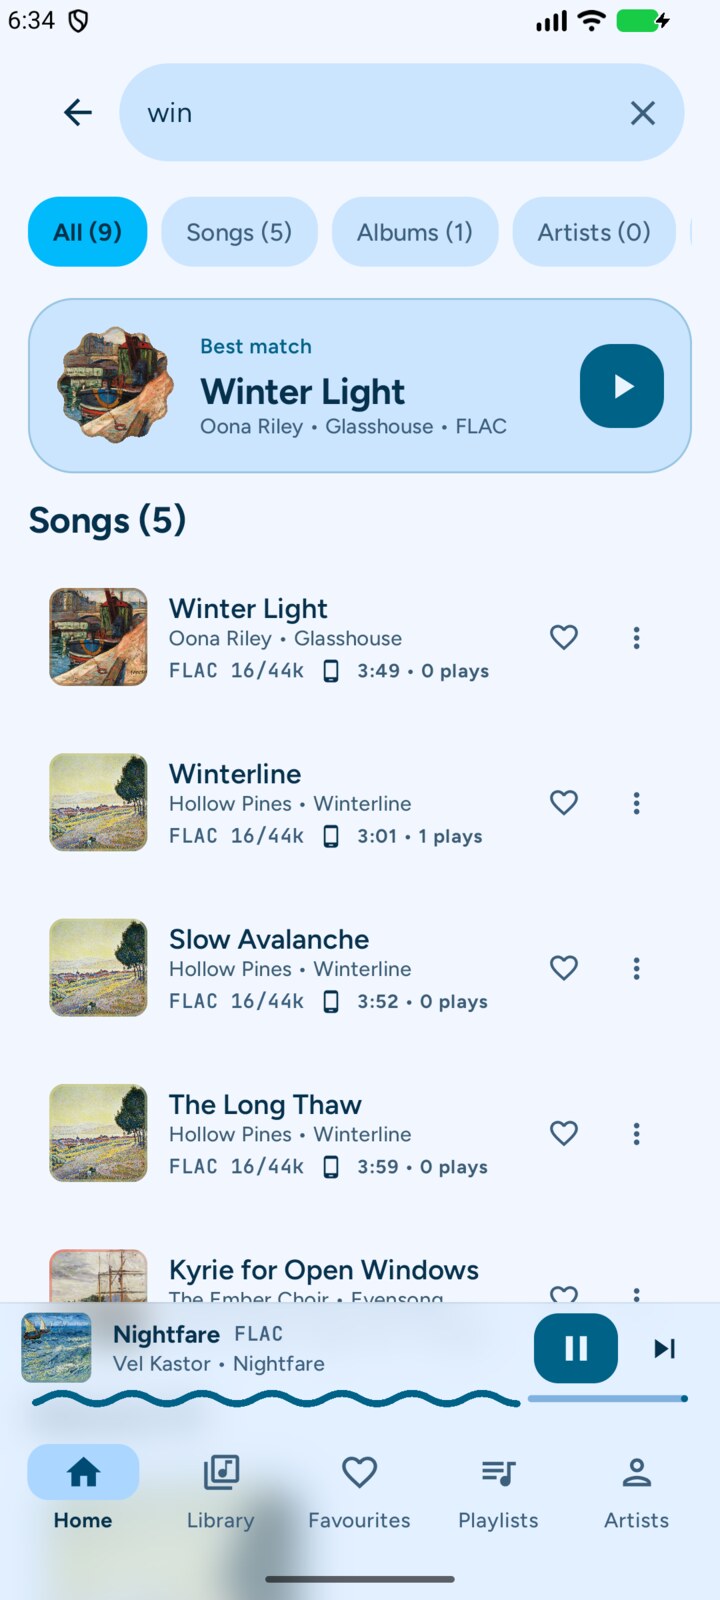 6:34
win
All (9)
Songs (5)
Albums (1)
Artists (0)
Best match
Winter Light
Oona Riley • Glasshouse • FLAC
Songs (5)
Winter Light
Oona Riley • Glasshouse
FLAC 16/44k 3:49 • 0 plays
Winterline
Hollow Pines • Winterline
FLAC 16/44k 3:01 • 1 plays
Slow Avalanche
Hollow Pines • Winterline
FLAC 16/44k 3:52 • 0 plays
The Long Thaw
Hollow Pines • Winterline
FLAC 16/44k 3:59 • 0 plays
Kyrie for Open Windows
The Ember Choir • Evensong
Nightfare FLAC
Vel Kastor • Nightfare
Home
Library
Favourites
Playlists
Artists